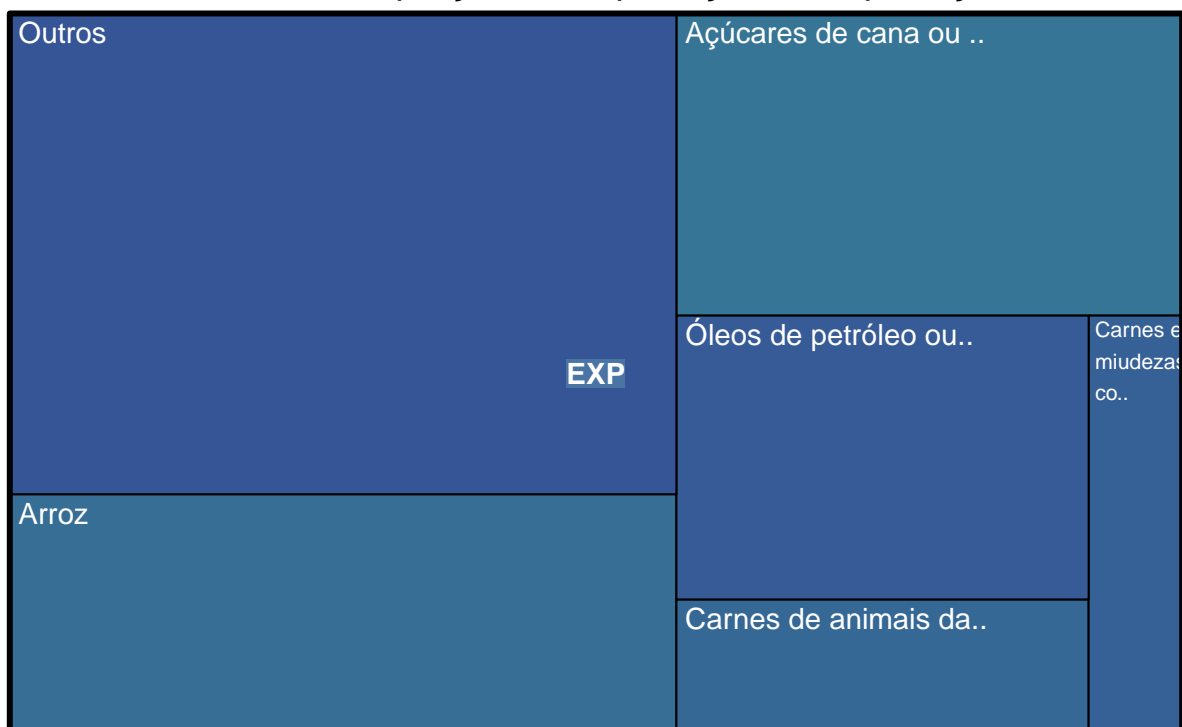 Outros
Açúcares de cana ou ..
Óleos de petróleo ou..
Carnes e
miudezas
co..
EXP
Arroz
Carnes de animais da..